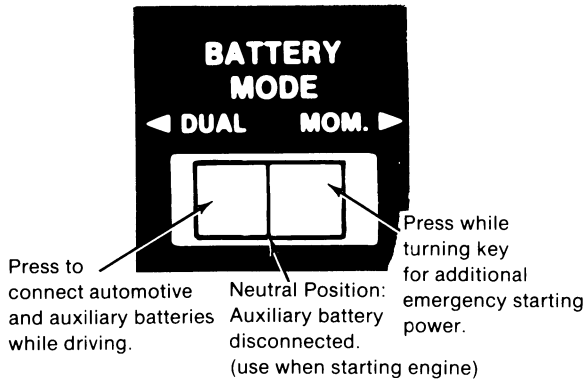 BATTERY
MODE
◄ DUAL MOM. ►
Press to
connect automotive
and auxiliary batteries
while driving.
Neutral Position:
Auxiliary battery
disconnected.
(use when starting engine)
Press while
turning key
for additional
emergency starting
power.